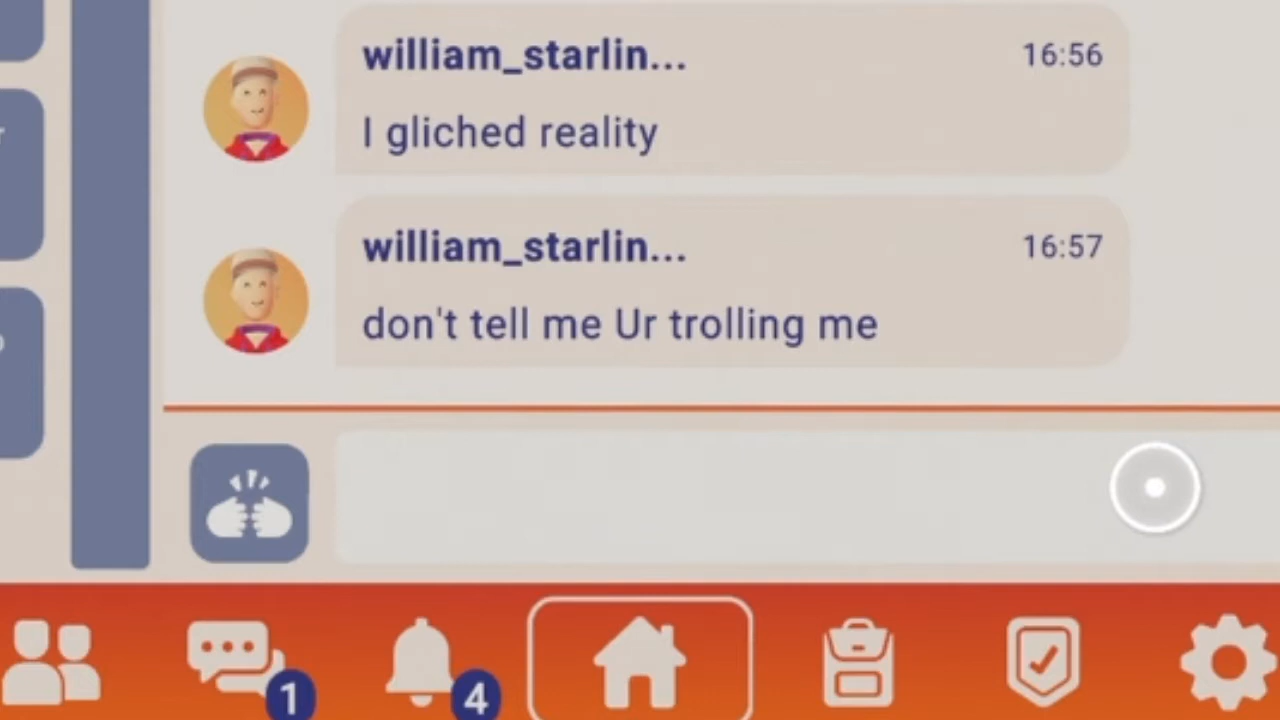 william_starlin... 16:56
I gliched reality
william_starlin... 16:57
don't tell me Ur trolling me
1
4